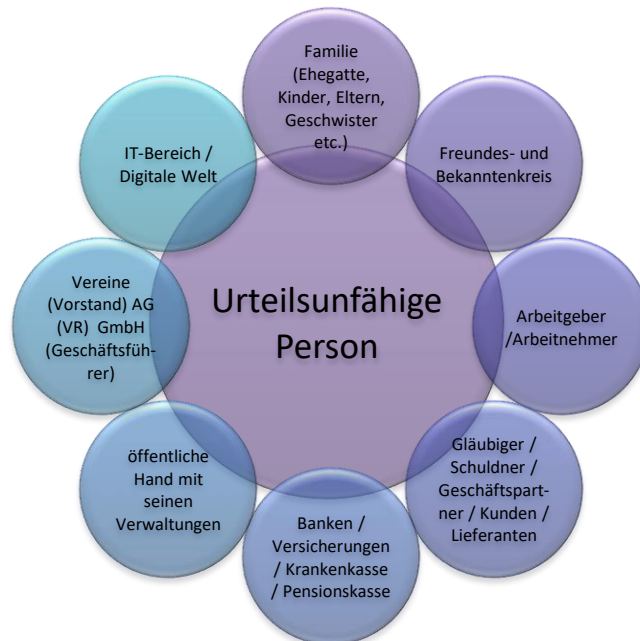 Familie
(Ehegatte,
Kinder, Eltern,
Geschwister
etc.)
Freundes- und
Bekanntenkreis
Arbeitgeber
/Arbeitnehmer
Gläubiger /
Schuldner /
Geschäftspart-
ner / Kunden /
Lieferanten
Banken /
Versicherungen
/ Krankenkasse
/ Pensionskasse
öffentliche
Hand mit
seinen
Verwaltungen
Vereine
(Vorstand) AG
(VR)  GmbH
(Geschäftsfüh-
rer)
IT-Bereich /
Digitale Welt
Urteilsunfähige
Person